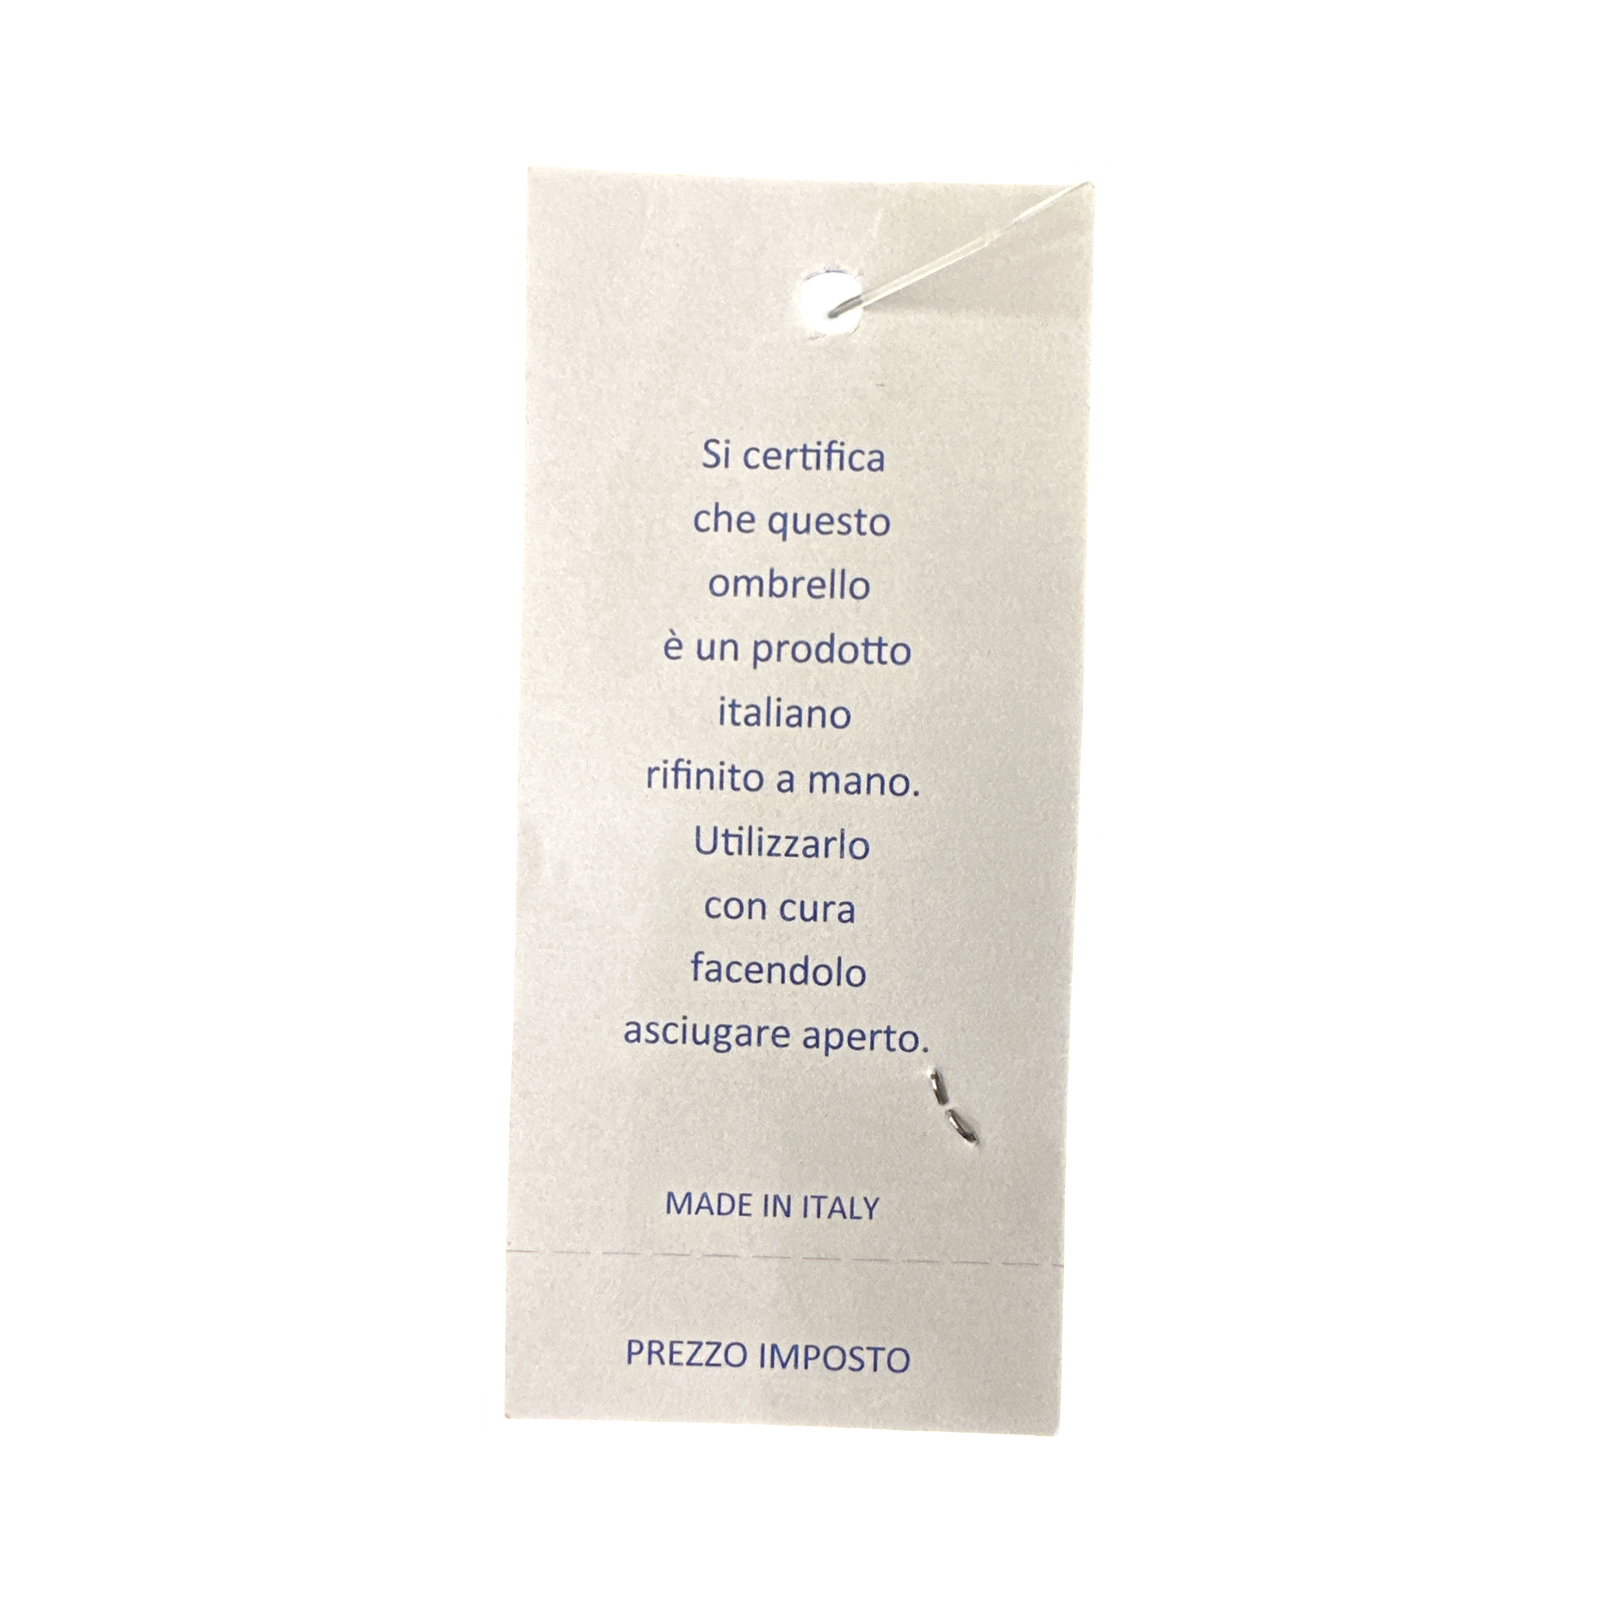 Si certifica
che questo
ombrello
è un prodotto
italiano
rifinito a mano.
Utilizzarlo
con cura
facendolo
asciugare aperto.
MADE IN ITALY
PREZZO IMPOSTO